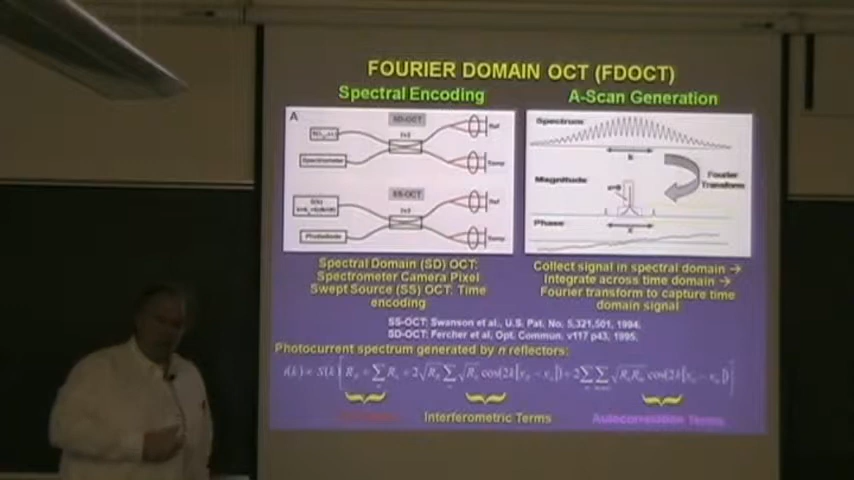 FOURIER DOMAIN OCT (FDOCT)
Spectral Encoding
A-Scan Generation
A
SD-OCT
Ref
Spectrometer
Samp
SS-OCT
Ref
Photodiode
Samp
Spectrum
k
Fourier
Transform
Magnitude
Phase
Spectral Domain (SD) OCT:
Spectrometer Camera Pixel
Swept Source (SS) OCT: Time
encoding
Collect signal in spectral domain →
Integrate across time domain →
Fourier transform to capture time
domain signal
SS-OCT: Swanson et al., U.S. Pat. No. 5,321,501, 1994.
SD-OCT: Fercher et al, Opt. Commun. v117 p43, 1995.
Photocurrent spectrum generated by n reflectors:
Interferometric Terms
Autocorrelation Terms